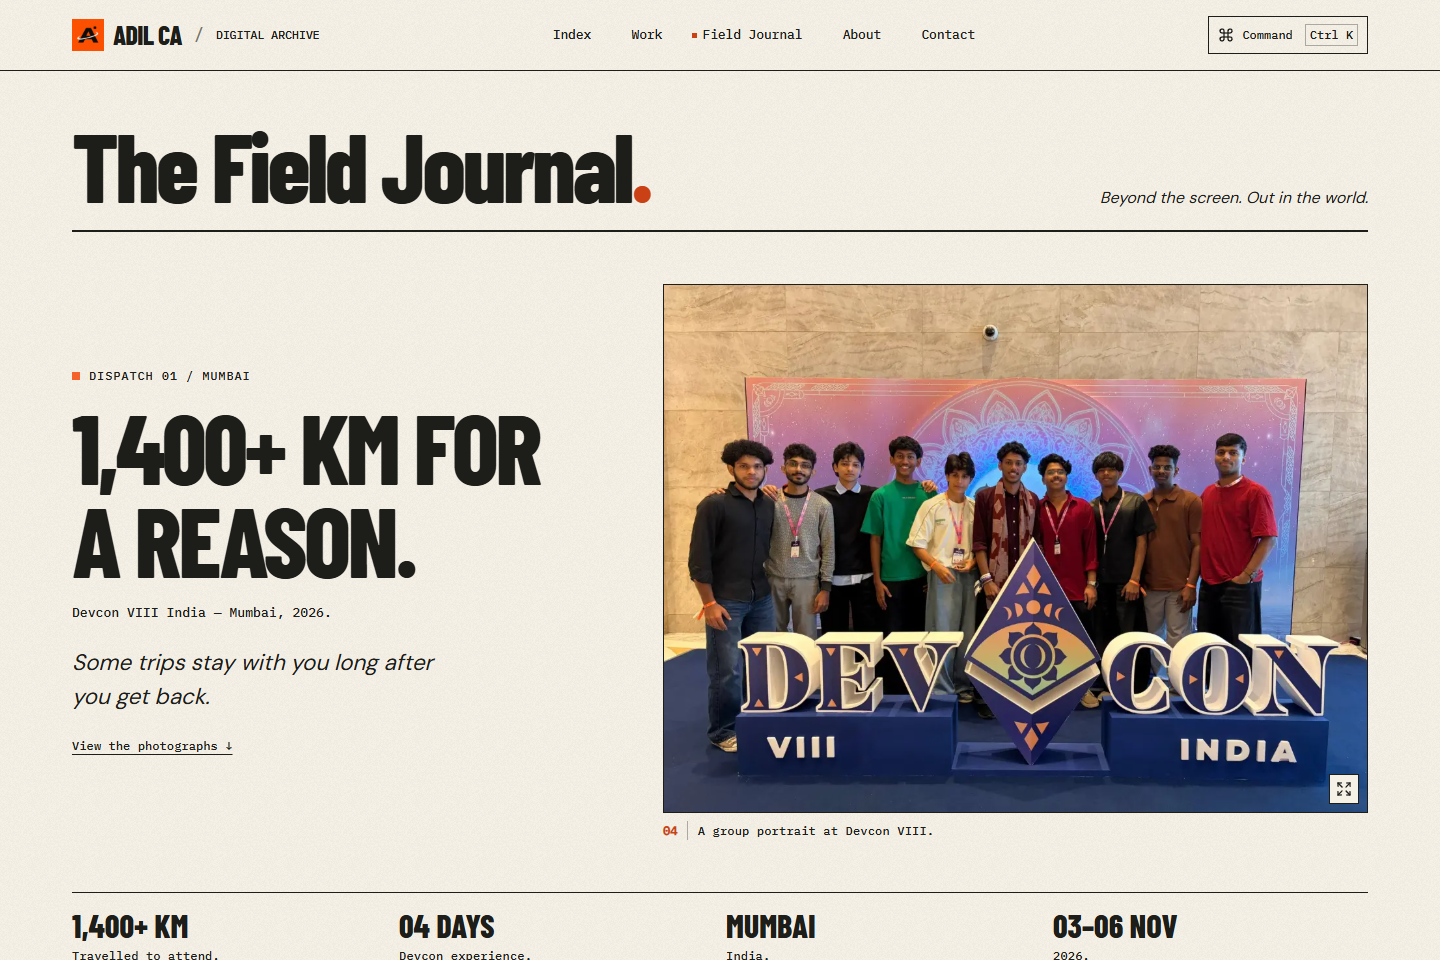 ADIL CA / DIGITAL ARCHIVE
Index Work Field Journal About Contact
⌘ Command Ctrl K
The Field Journal.
Beyond the screen. Out in the world.
DISPATCH 01 / MUMBAI
1,400+ KM FOR
A REASON.
Devcon VIII India — Mumbai, 2026.
Some trips stay with you long after
you get back.
View the photographs ↓
DEVCON
VIII INDIA
04 A group portrait at Devcon VIII.
1,400+ KM
Travelled to attend.
04 DAYS
Devcon experience.
MUMBAI
India.
03–06 NOV
2026.